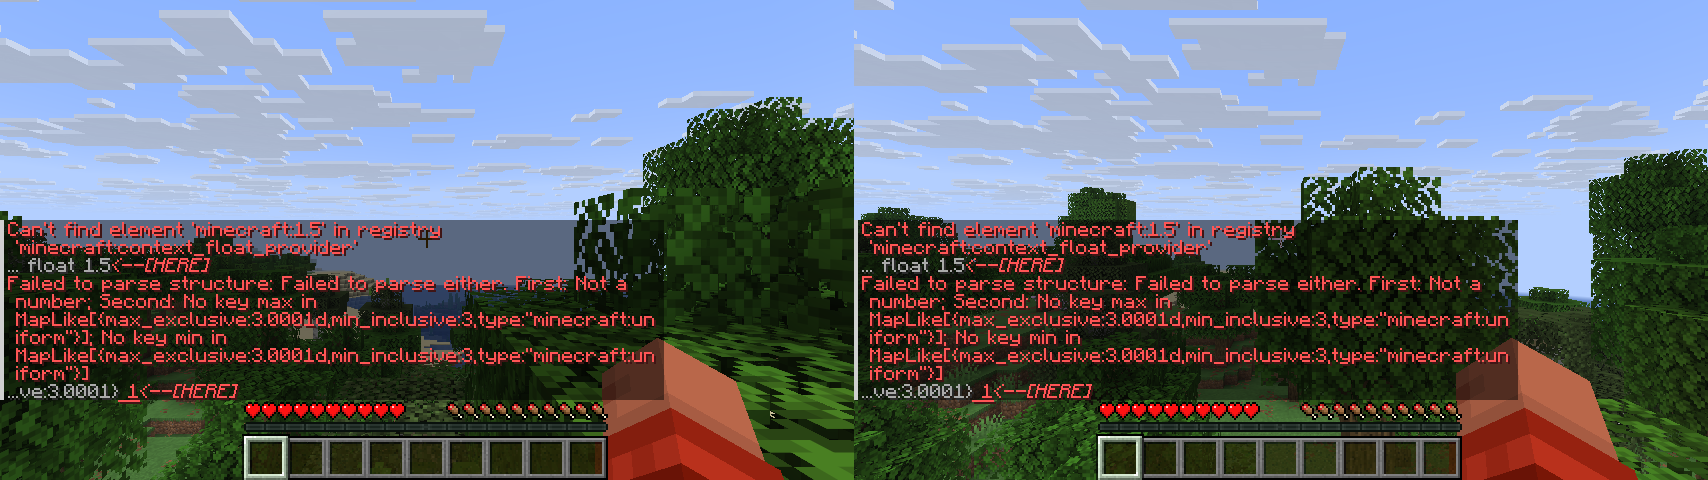 Can't find element 'minecraft:1.5' in registry
'minecraft:context_float_provider'
... float 1.5<--[HERE]
Failed to parse structure: Failed to parse either. First: Not a
number; Second: No key max in
MapLike[{max_exclusive:3.0001d,min_inclusive:3,type:"minecraft:un
iform"}]; No key min in
MapLike[{max_exclusive:3.0001d,min_inclusive:3,type:"minecraft:un
iform"}]
...ve:3.0001} 1<--[HERE]
Can't find element 'minecraft:1.5' in registry
'minecraft:context_float_provider'
... float 1.5<--[HERE]
Failed to parse structure: Failed to parse either. First: Not a
number; Second: No key max in
MapLike[{max_exclusive:3.0001d,min_inclusive:3,type:"minecraft:un
iform"}]; No key min in
MapLike[{max_exclusive:3.0001d,min_inclusive:3,type:"minecraft:un
iform"}]
...ve:3.0001} 1<--[HERE]